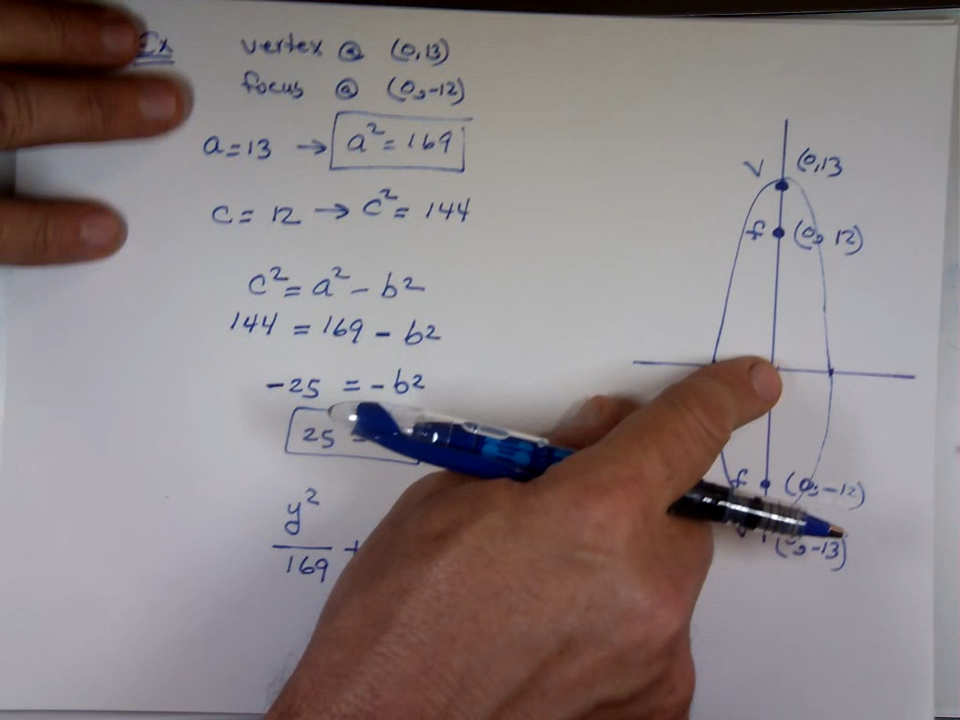 Ex
vertex @ (0,13)
focus @ (0,-12)
a=13 → a²=169
c=12 → c²=144
c²=a²-b²
144=169-b²
-25=-b²
25=
y²
169
+
V (0,13
f (0,12)
f (0,-12)
(0,-13)